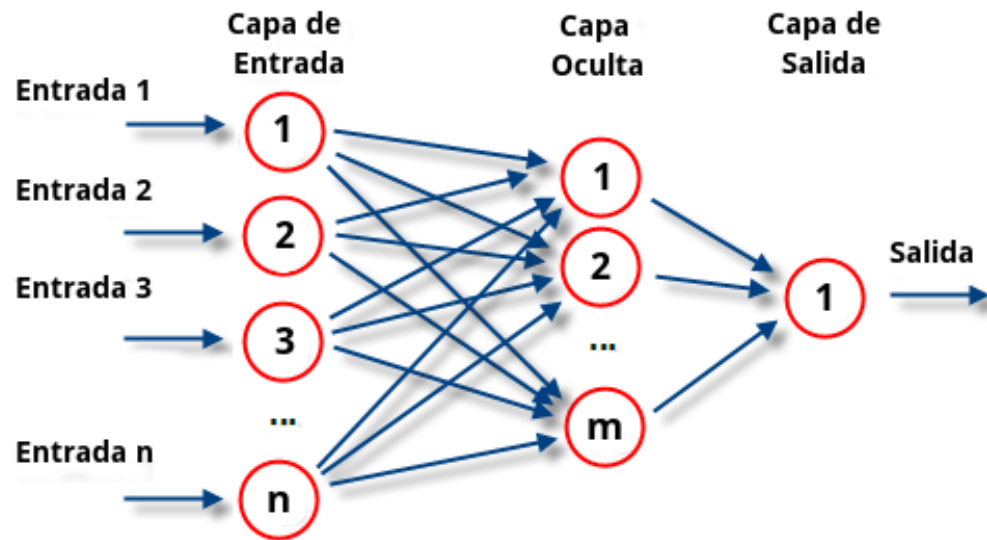 Capa de
Entrada
Capa
Oculta
Capa de
Salida
Entrada 1
1
Entrada 2
2
Entrada 3
3
...
Entrada n
n
1
2
...
m
1
Salida